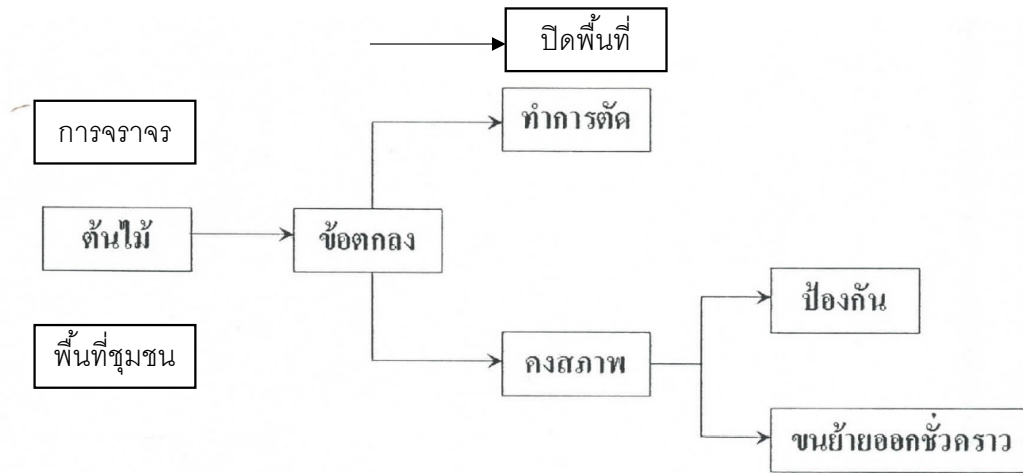 ปิดพื้นที่
ทำการตัด
การจราจร
ต้นไม้
ข้อตกลง
ป้องกัน
พื้นที่ชุมชน
คงสภาพ
ขนย้ายออกชั่วคราว